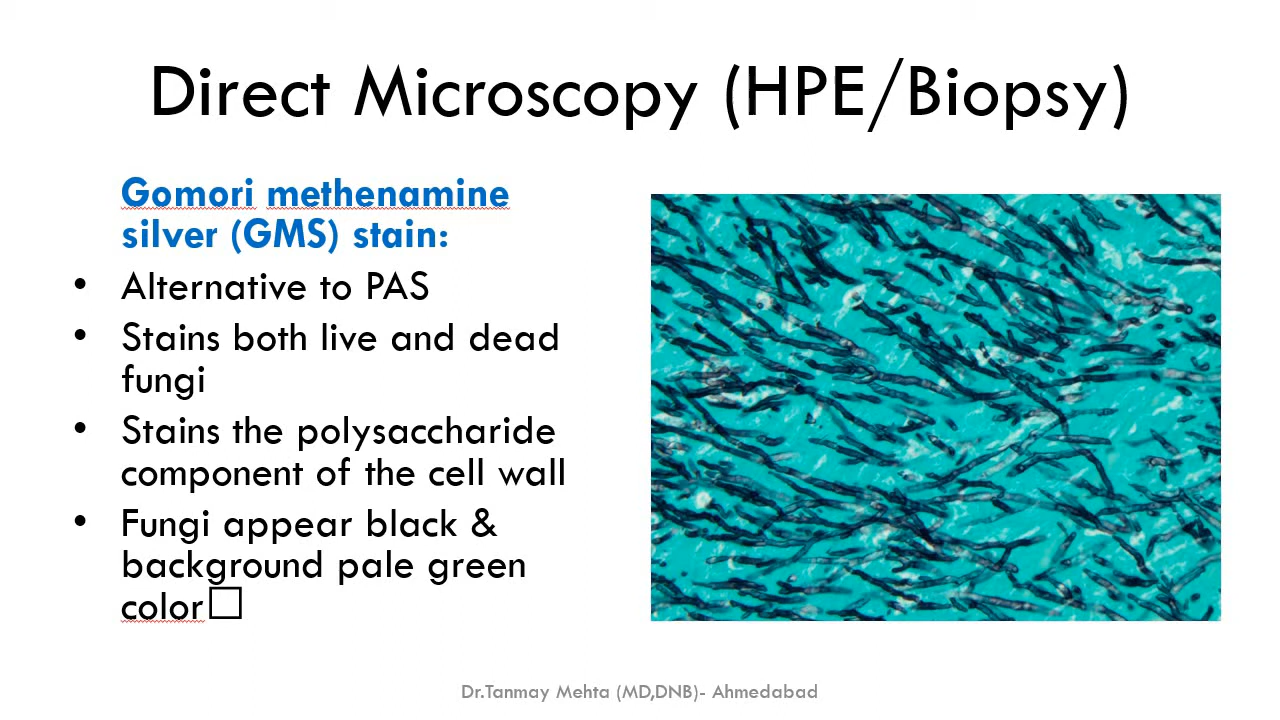 Direct Microscopy (HPE/Biopsy)
Gomori methenamine
silver (GMS) stain:
• Alternative to PAS
• Stains both live and dead
fungi
• Stains the polysaccharide
component of the cell wall
• Fungi appear black &
background pale green
color□
Dr.Tanmay Mehta (MD,DNB)- Ahmedabad